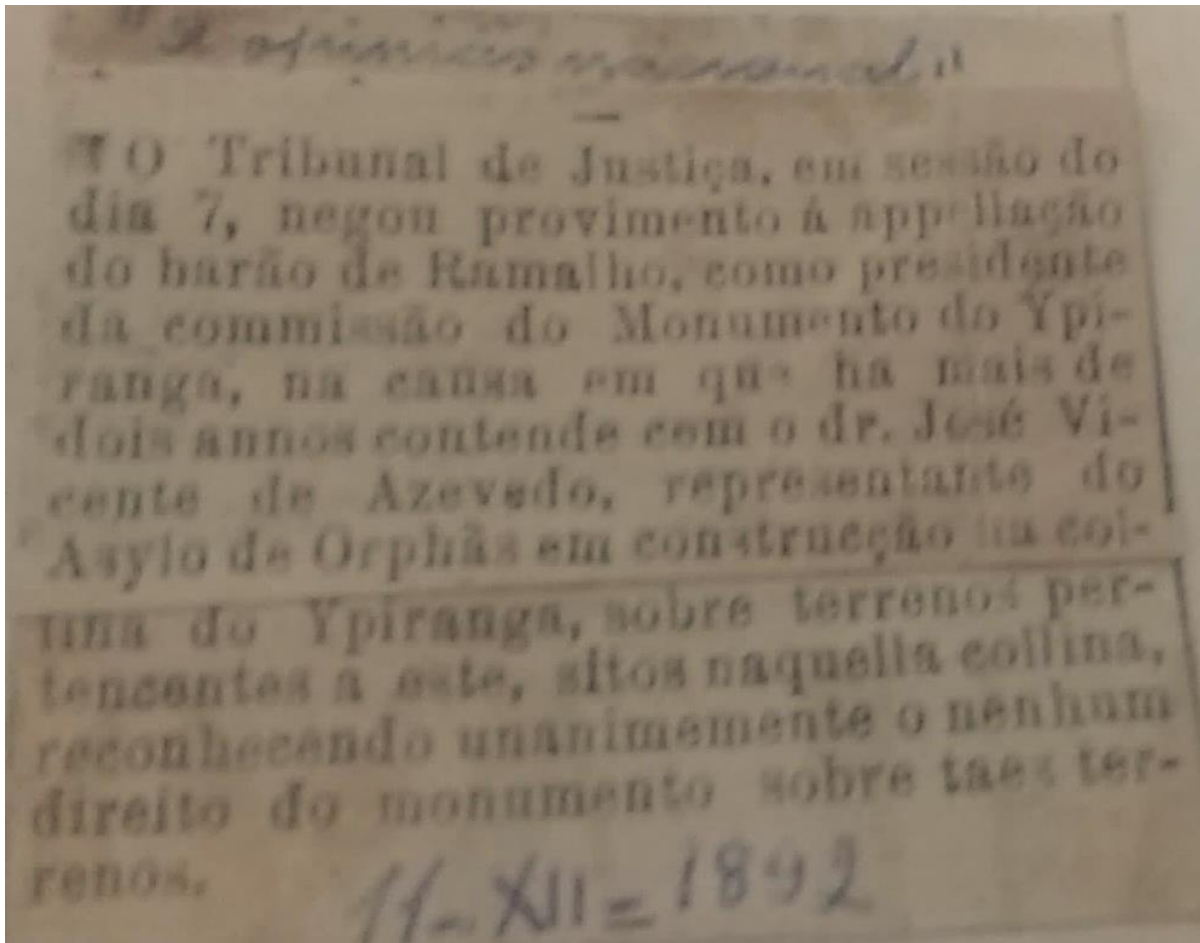 "A opinião nacional"
O Tribunal de Justiça, em sessão do
dia 7, negou provimento á appellação
do barão de Ramalho, como presidente
da commissão do Monumento do Ypi-
ranga, na causa em que ha mais de
dois annos contende com o dr. José Vi-
cente de Azevedo, representante do
Asylo de Orphãs em construcção na col-
lina do Ypiranga, sobre terrenos per-
tencentes a este, sitos naquella collina,
reconhecendo unanimemente o nenhum
direito do monumento sobre taes ter-
renos.
11-XII=1892